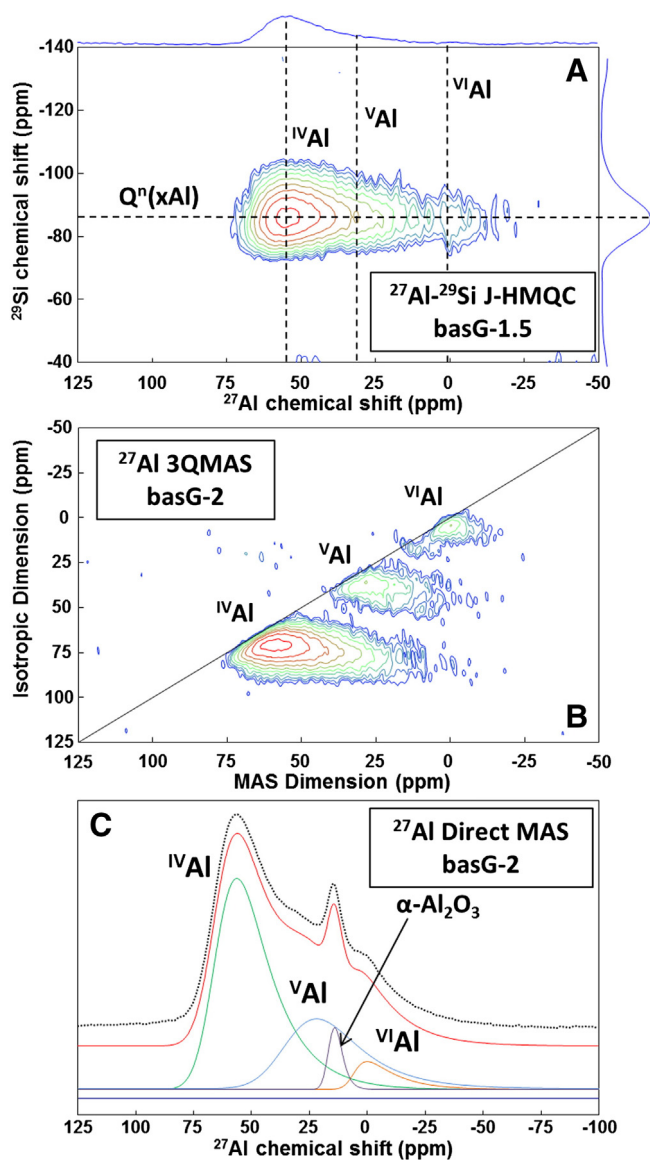 A
-140
-120
-100
-80
-60
-40
²⁹Si chemical shift (ppm)
ⱽᴵAl
ⱽAl
ᴵⱽAl
Qⁿ(xAl)
²⁷Al-²⁹Si J-HMQC
basG-1.5
125 100 75 50 25 0 -25 -50
²⁷Al chemical shift (ppm)
-50
-25
0
25
50
75
100
125
Isotropic Dimension (ppm)
²⁷Al 3QMAS
basG-2
ⱽᴵAl
ⱽAl
ᴵⱽAl
B
125 100 75 50 25 0 -25 -50
MAS Dimension (ppm)
C
²⁷Al Direct MAS
basG-2
ᴵⱽAl
α-Al₂O₃
ⱽAl
ⱽᴵAl
125 100 75 50 25 0 -25 -50 -75 -100
²⁷Al chemical shift (ppm)